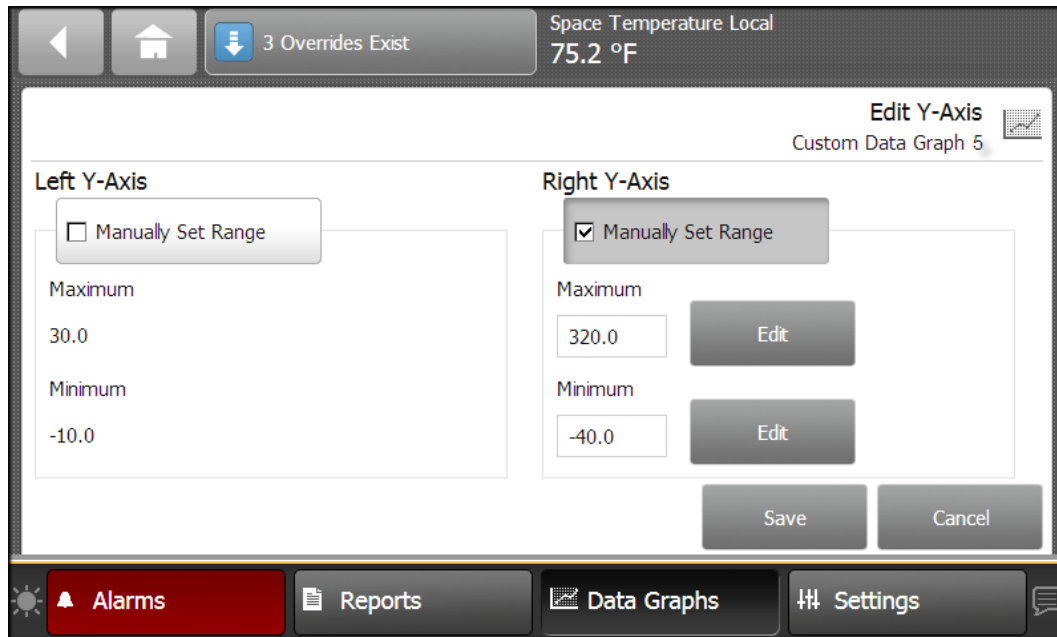 3 Overrides Exist
Space Temperature Local
75.2 °F
Edit Y-Axis
Custom Data Graph 5
Left Y-Axis
Manually Set Range
Maximum
30.0
Minimum
-10.0
Right Y-Axis
Manually Set Range
Maximum
320.0
Edit
Minimum
-40.0
Edit
Save
Cancel
Alarms
Reports
Data Graphs
Settings